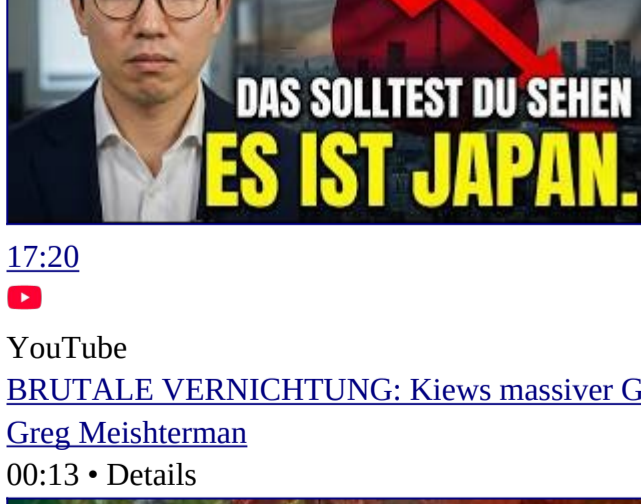 DAS SOLLTEST DU SEHEN
ES IST JAPAN.
17:20
YouTube
BRUTALE VERNICHTUNG: Kiews massiver G
Greg Meishterman
00:13 • Details